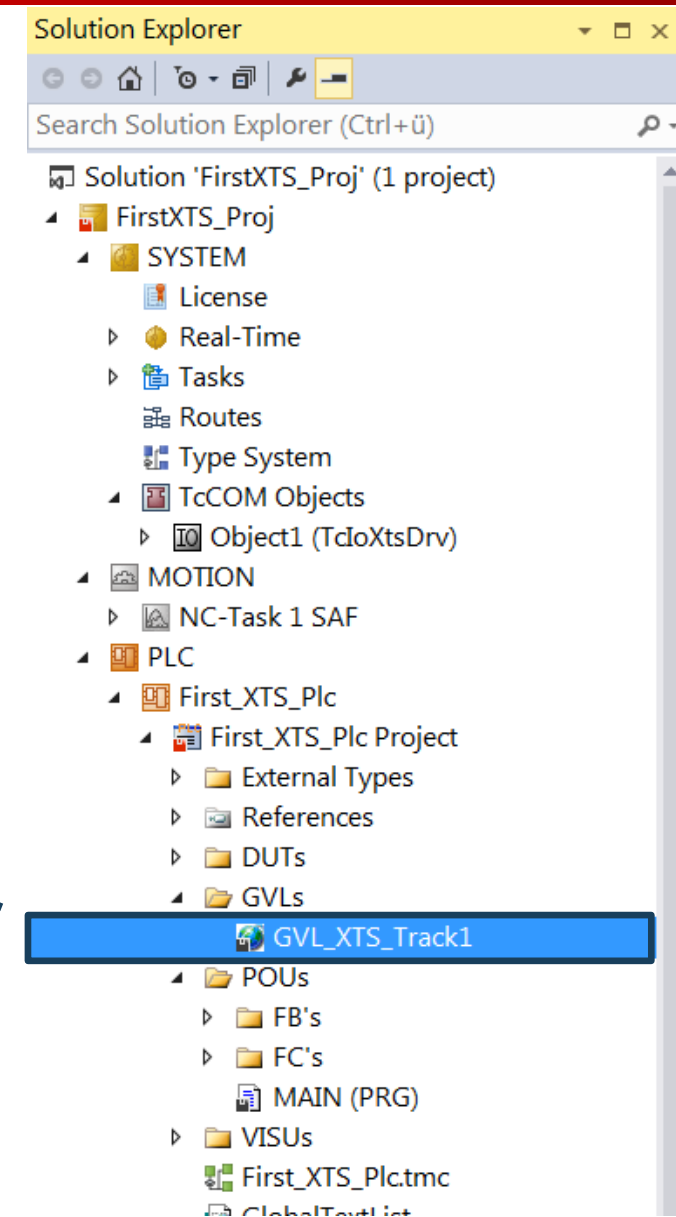 Solution Explorer
Search Solution Explorer (Ctrl+ü)
Solution 'FirstXTS_Proj' (1 project)
FirstXTS_Proj
SYSTEM
License
Real-Time
Tasks
Routes
Type System
TcCOM Objects
IO Object1 (TcIoXtsDrv)
MOTION
NC-Task 1 SAF
PLC
First_XTS_Plc
First_XTS_Plc Project
External Types
References
DUTs
GVLs
GVL_XTS_Track1
POUs
FB's
FC's
MAIN (PRG)
VISUs
First_XTS_Plc.tmc
GlobalTextList